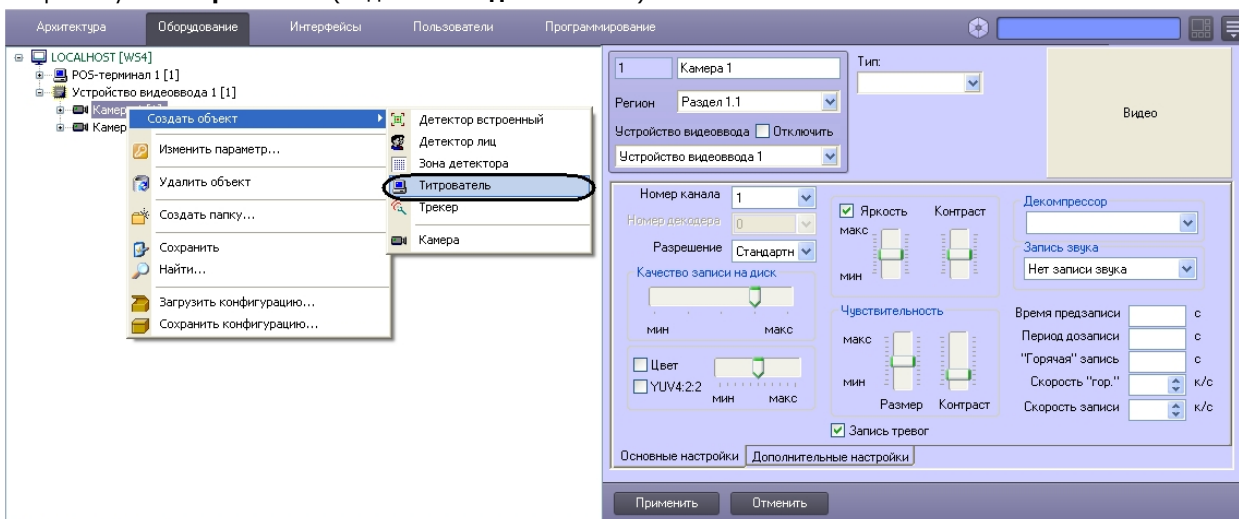 Архитектура Оборудование Интерфейсы Пользователи Программирование
LOCALHOST [WS4]
POS-терминал 1 [1]
Устройство видеоввода 1 [1]
Камер
Камер
Создать объект
Изменить параметр...
Удалить объект
Создать папку...
Сохранить
Найти...
Загрузить конфигурацию...
Сохранить конфигурацию...
Детектор встроенный
Детектор лиц
Зона детектора
Титрователь
Трекер
Камера
1 Камера 1
Регион Раздел 1.1
Устройство видеоввода Отключить
Устройство видеоввода 1
Тип:
Видео
Номер канала 1
Номер декодера 0
Разрешение Стандартн
Качество записи на диск
мин макс
Цвет
YUV4:2:2
мин макс
Яркость Контраст
макс
мин
Чувствительность
макс
мин
Размер Контраст
Запись тревог
Декомпрессор
Запись звука
Нет записи звука
Время предзаписи с
Период дозаписи с
"Горячая" запись с
Скорость "гор." к/с
Скорость записи к/с
Основные настройки Дополнительные настройки
Применить Отменить